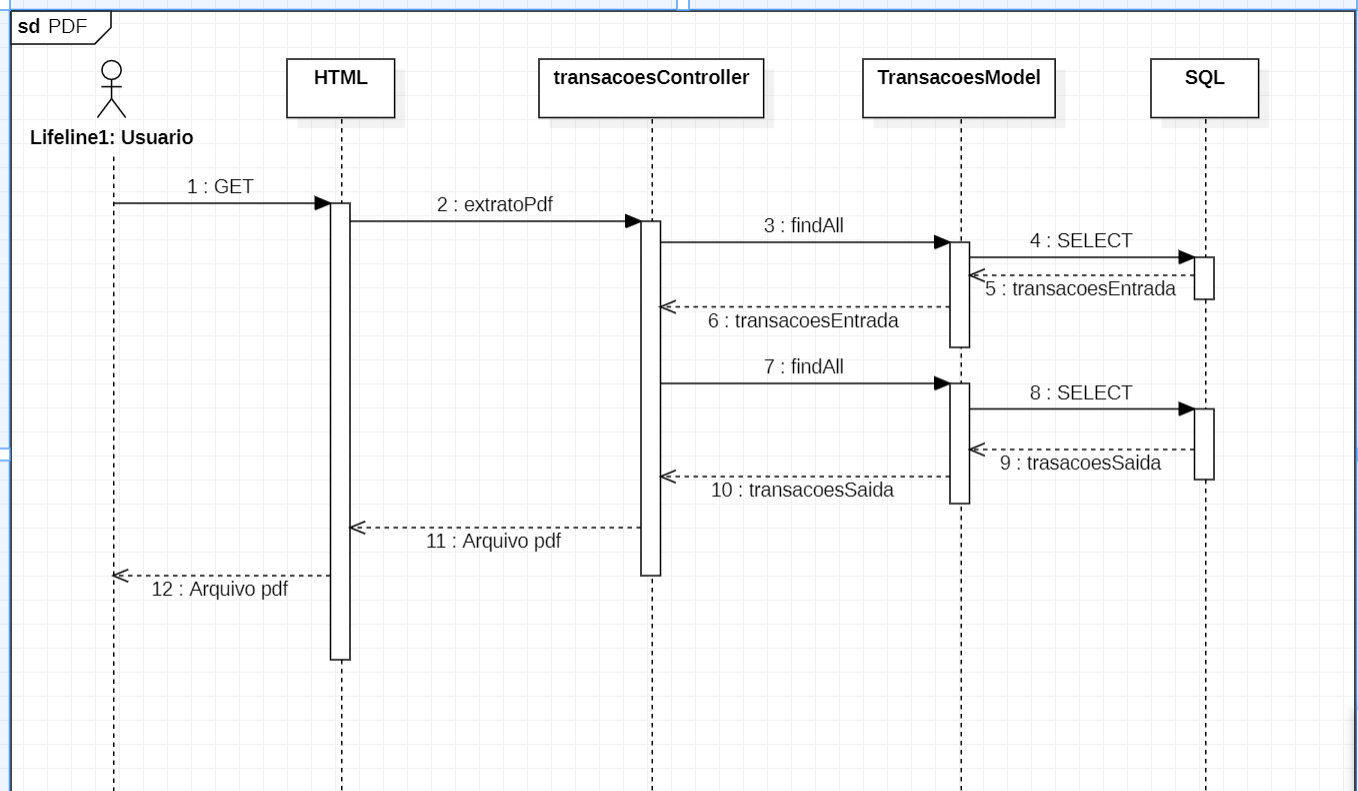 sd PDF
HTML
transacoesController
TransacoesModel
SQL
Lifeline1: Usuario
1 : GET
2 : extratoPdf
3 : findAll
4 : SELECT
5 : transacoesEntrada
6 : transacoesEntrada
7 : findAll
8 : SELECT
9 : trasacoesSaida
10 : transacoesSaida
11 : Arquivo pdf
12 : Arquivo pdf